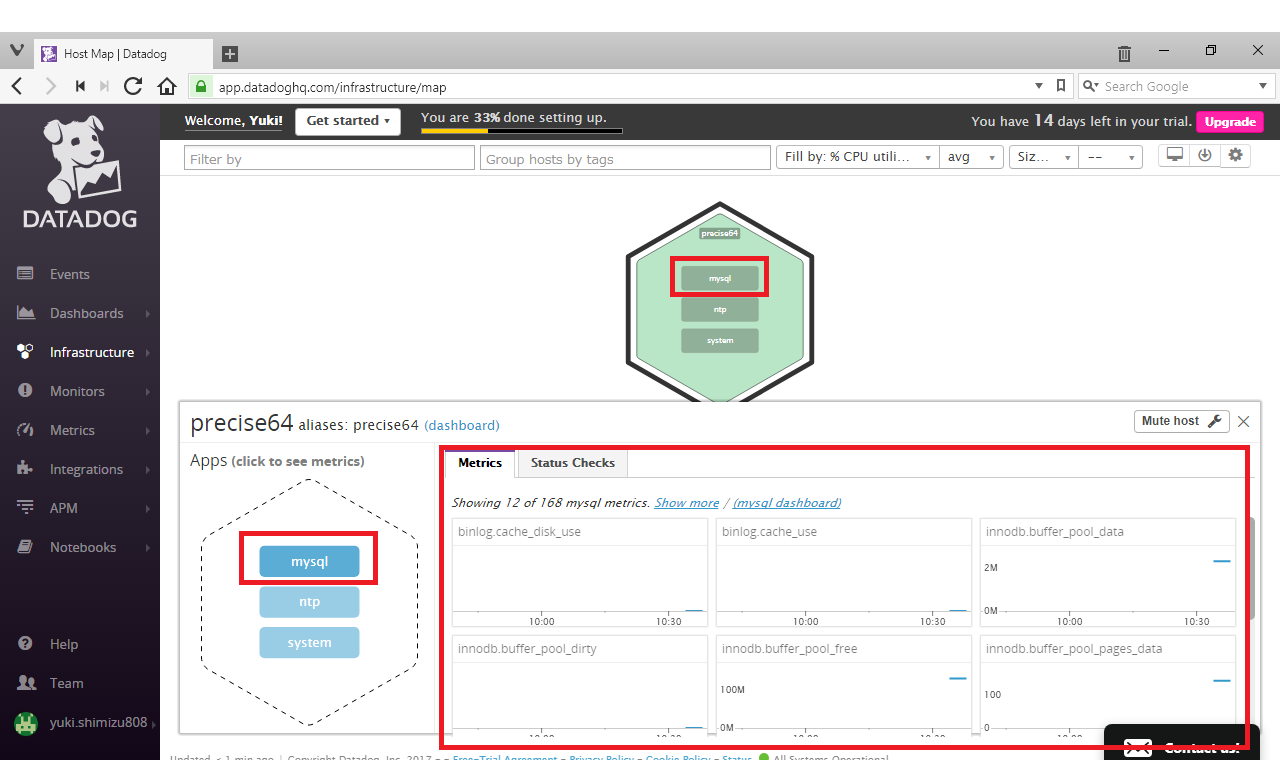 Host Map | Datadog
app.datadoghq.com/infrastructure/map
Search Google
DATADOG
Events
Dashboards
Infrastructure
Monitors
Metrics
Integrations
APM
Notebooks
Help
Team
yuki.shimizu808
Welcome, Yuki!
Get started
You are 33% done setting up.
You have 14 days left in your trial.
Upgrade
Filter by
Group hosts by tags
Fill by: % CPU utili...
avg
Siz...
--
precise64
mysql
ntp
system
precise64 aliases: precise64 (dashboard)
Mute host
Apps (click to see metrics)
mysql
ntp
system
Metrics
Status Checks
Showing 12 of 168 mysql metrics. Show more / (mysql dashboard)
binlog.cache_disk_use
10:00 10:30
binlog.cache_use
10:00 10:30
innodb.buffer_pool_data
2M
0M
10:00 10:30
innodb.buffer_pool_dirty
10:00 10:30
innodb.buffer_pool_free
100M
0M
10:00 10:30
innodb.buffer_pool_pages_data
100
0
10:00
Contact us!
Updated < 1 min ago | Copyright Datadog, Inc. 2017 - - Free-Trial Agreement - Privacy Policy - Cookie Policy - Status All Systems Operational